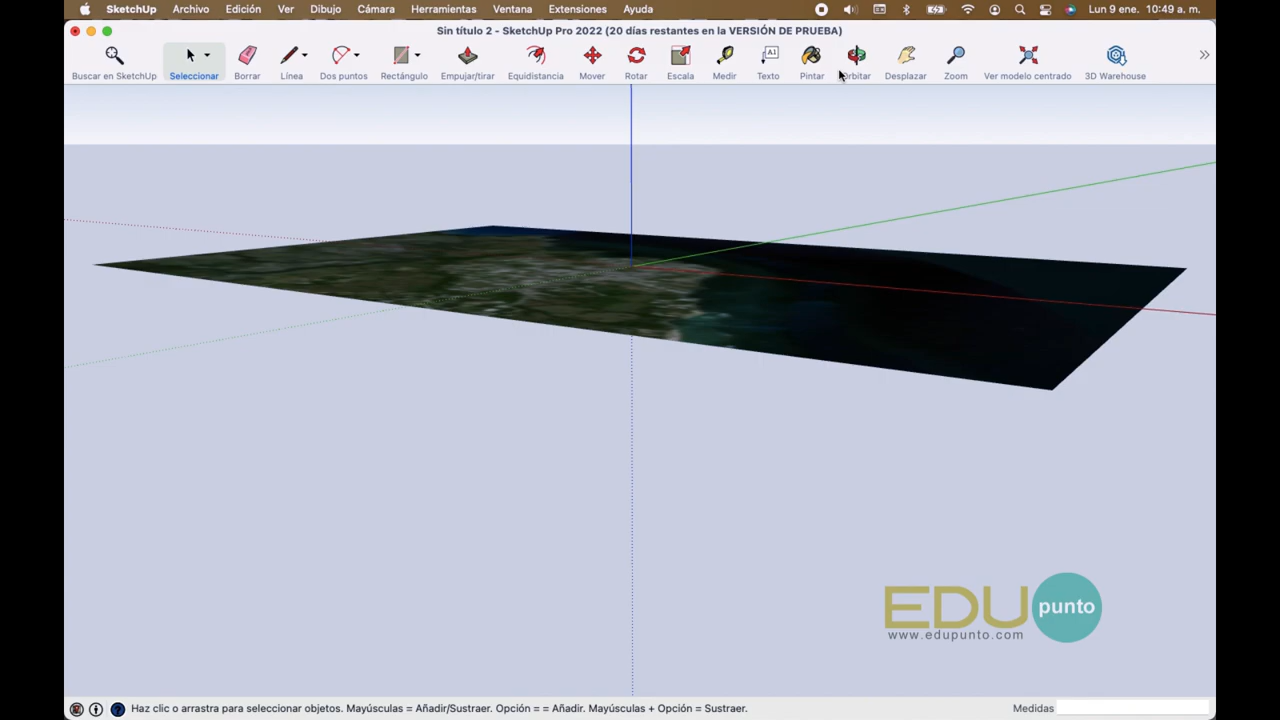 SketchUp Archivo Edición Ver Dibujo Cámara Herramientas Ventana Extensiones Ayuda Lun 9 ene. 10:49 a. m.
Sin título 2 - SketchUp Pro 2022 (20 días restantes en la VERSIÓN DE PRUEBA)
Buscar en SketchUp Seleccionar Borrar Línea Dos puntos Rectángulo Empujar/tirar Equidistancia Mover Rotar Escala Medir Texto Pintar Orbitar Desplazar Zoom Ver modelo centrado 3D Warehouse
EDU punto
www.edupunto.com
Haz clic o arrastra para seleccionar objetos. Mayúsculas = Añadir/Sustraer. Opción = = Añadir. Mayúsculas + Opción = Sustraer. Medidas